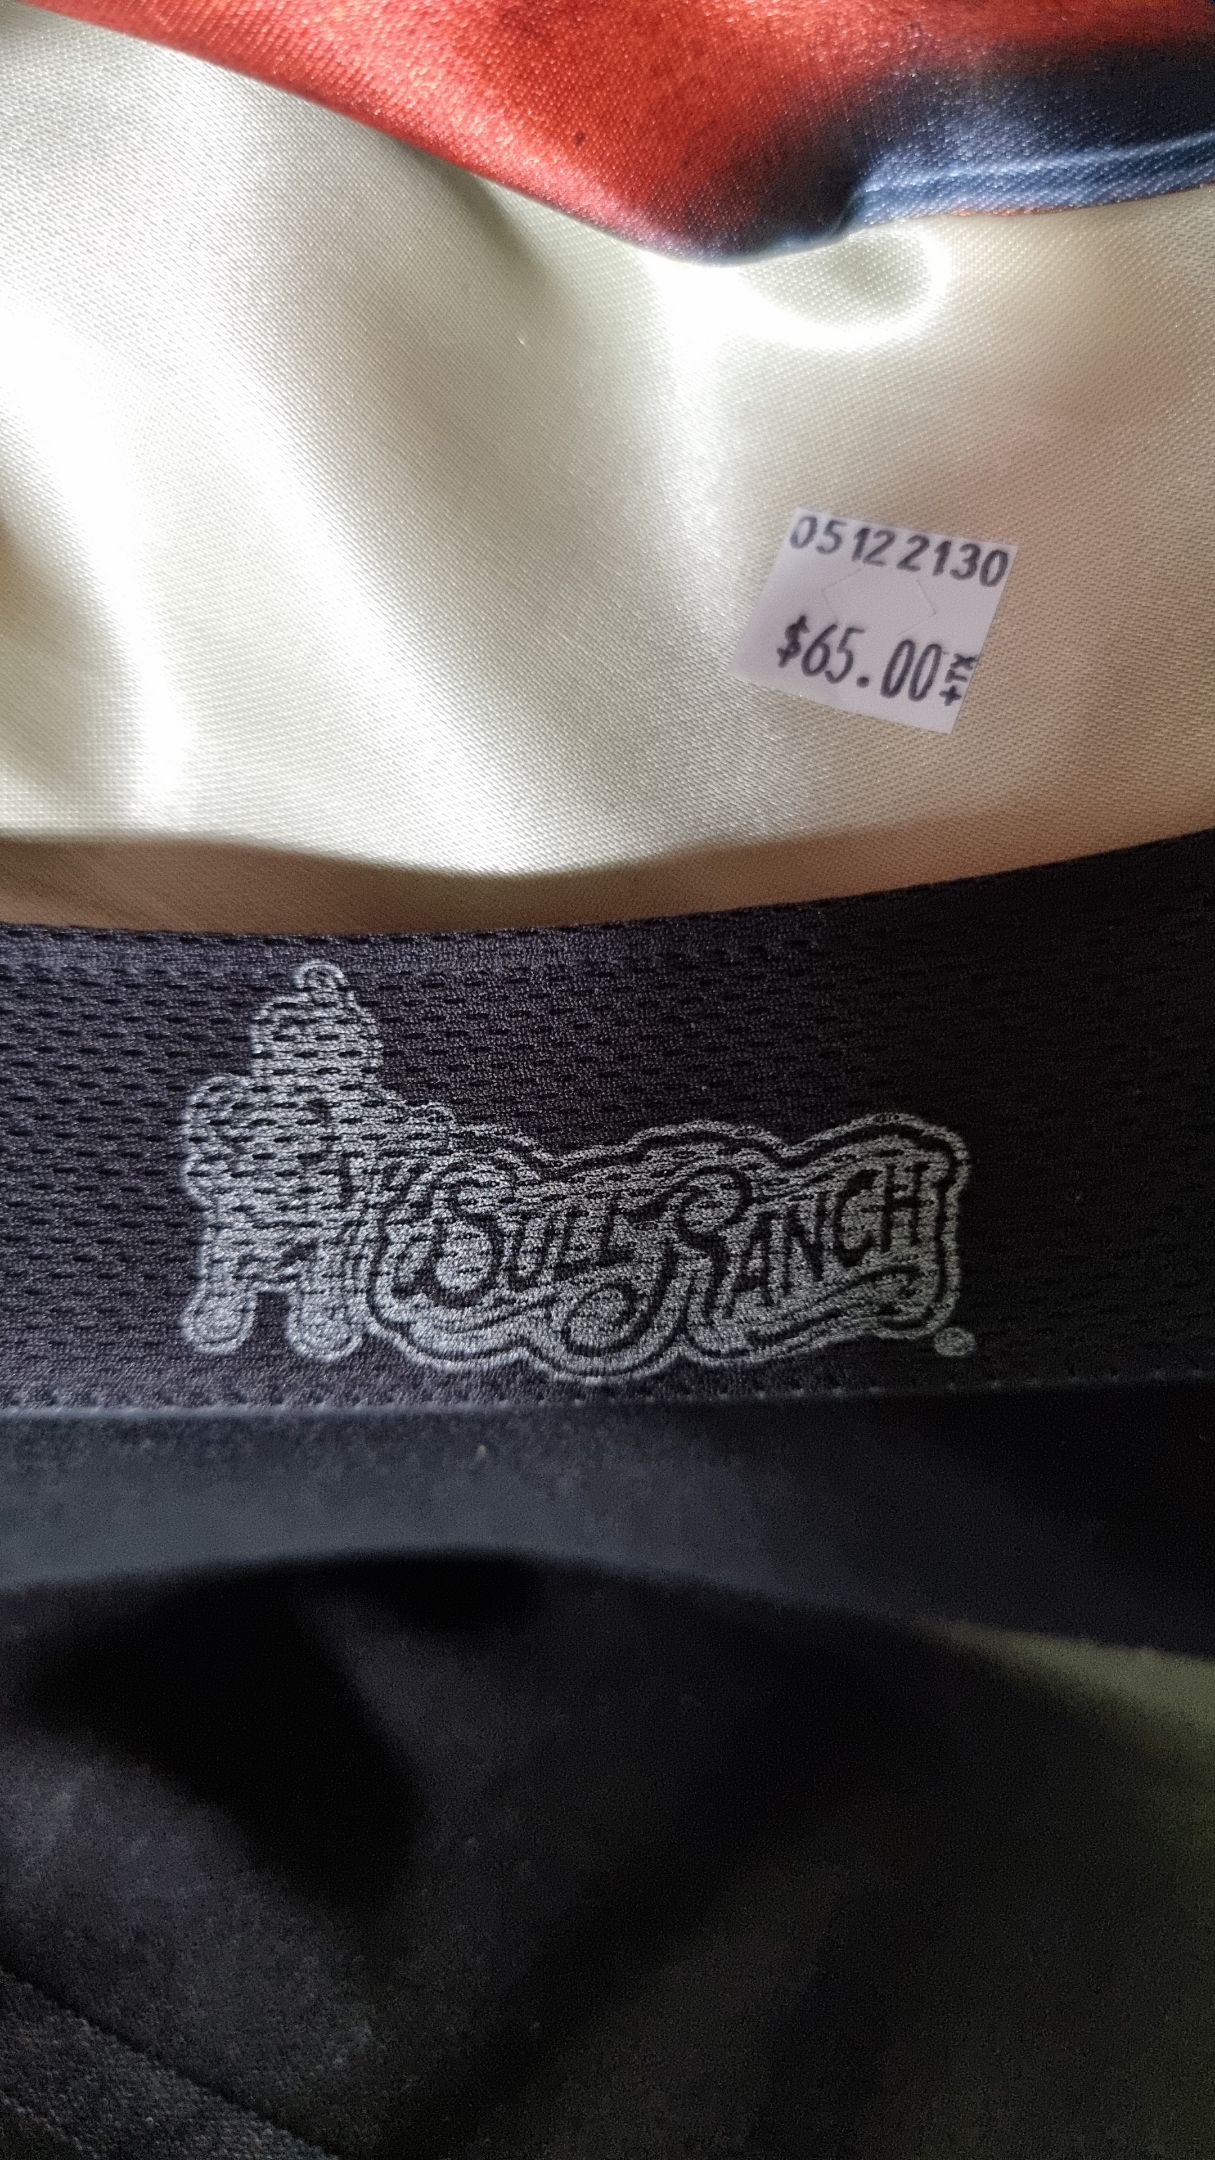 05122130
$65.00
+TX
BULL RANCH